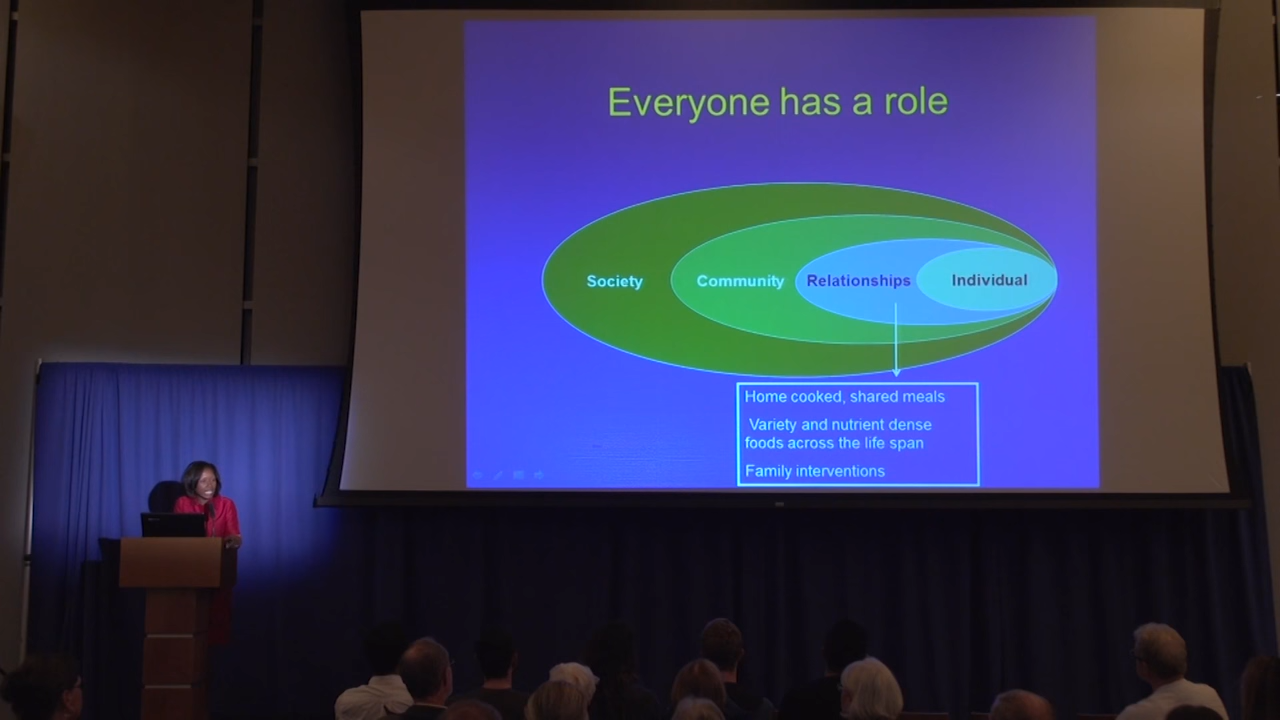 Everyone has a role
Society Community Relationships Individual
Home cooked, shared meals
Variety and nutrient dense
foods across the life span
Family interventions